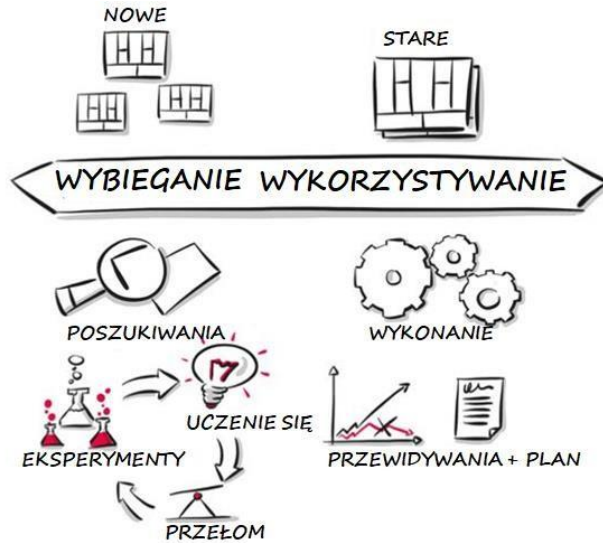 NOWE
STARE
WYBIEGANIE WYKORZYSTYWANIE
POSZUKIWANIA
WYKONANIE
UCZENIE SIĘ
EKSPERYMENTY
PRZEWIDYWANIA + PLAN
PRZEŁOM